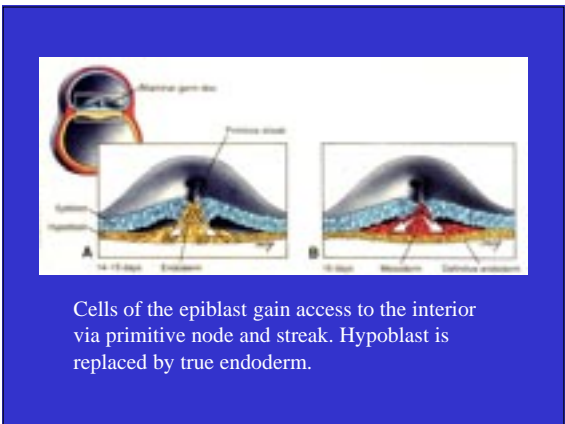 Bilaminar germ disc
Primitive streak
Epiblast
Hypoblast
A
B
14-15 days
Endoderm
16 days
Mesoderm
Definitive endoderm
Cells of the epiblast gain access to the interior
via primitive node and streak. Hypoblast is
replaced by true endoderm.